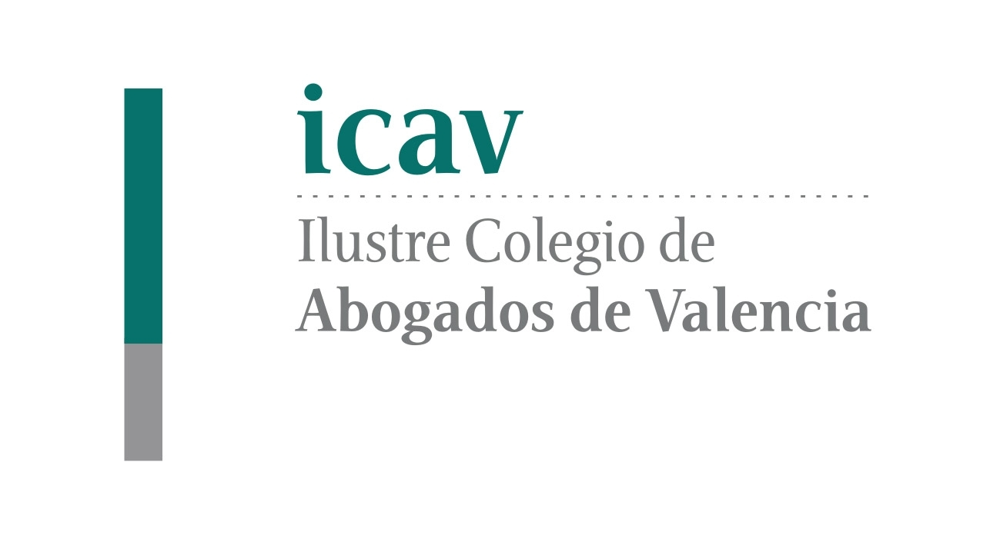 icav
Ilustre Colegio de
Abogados de Valencia